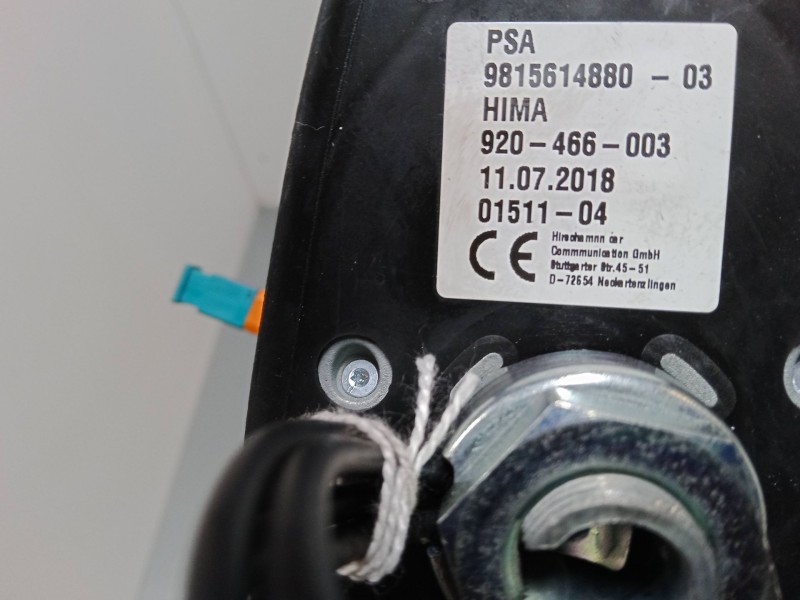 PSA
9815614880 - 03
HIMA
920-466-003
11.07.2018
01511-04
CE
Hirschmann car
Commmunication GmbH
Stuttgarter Str.45-51
D-72654 Neckartenzlingen